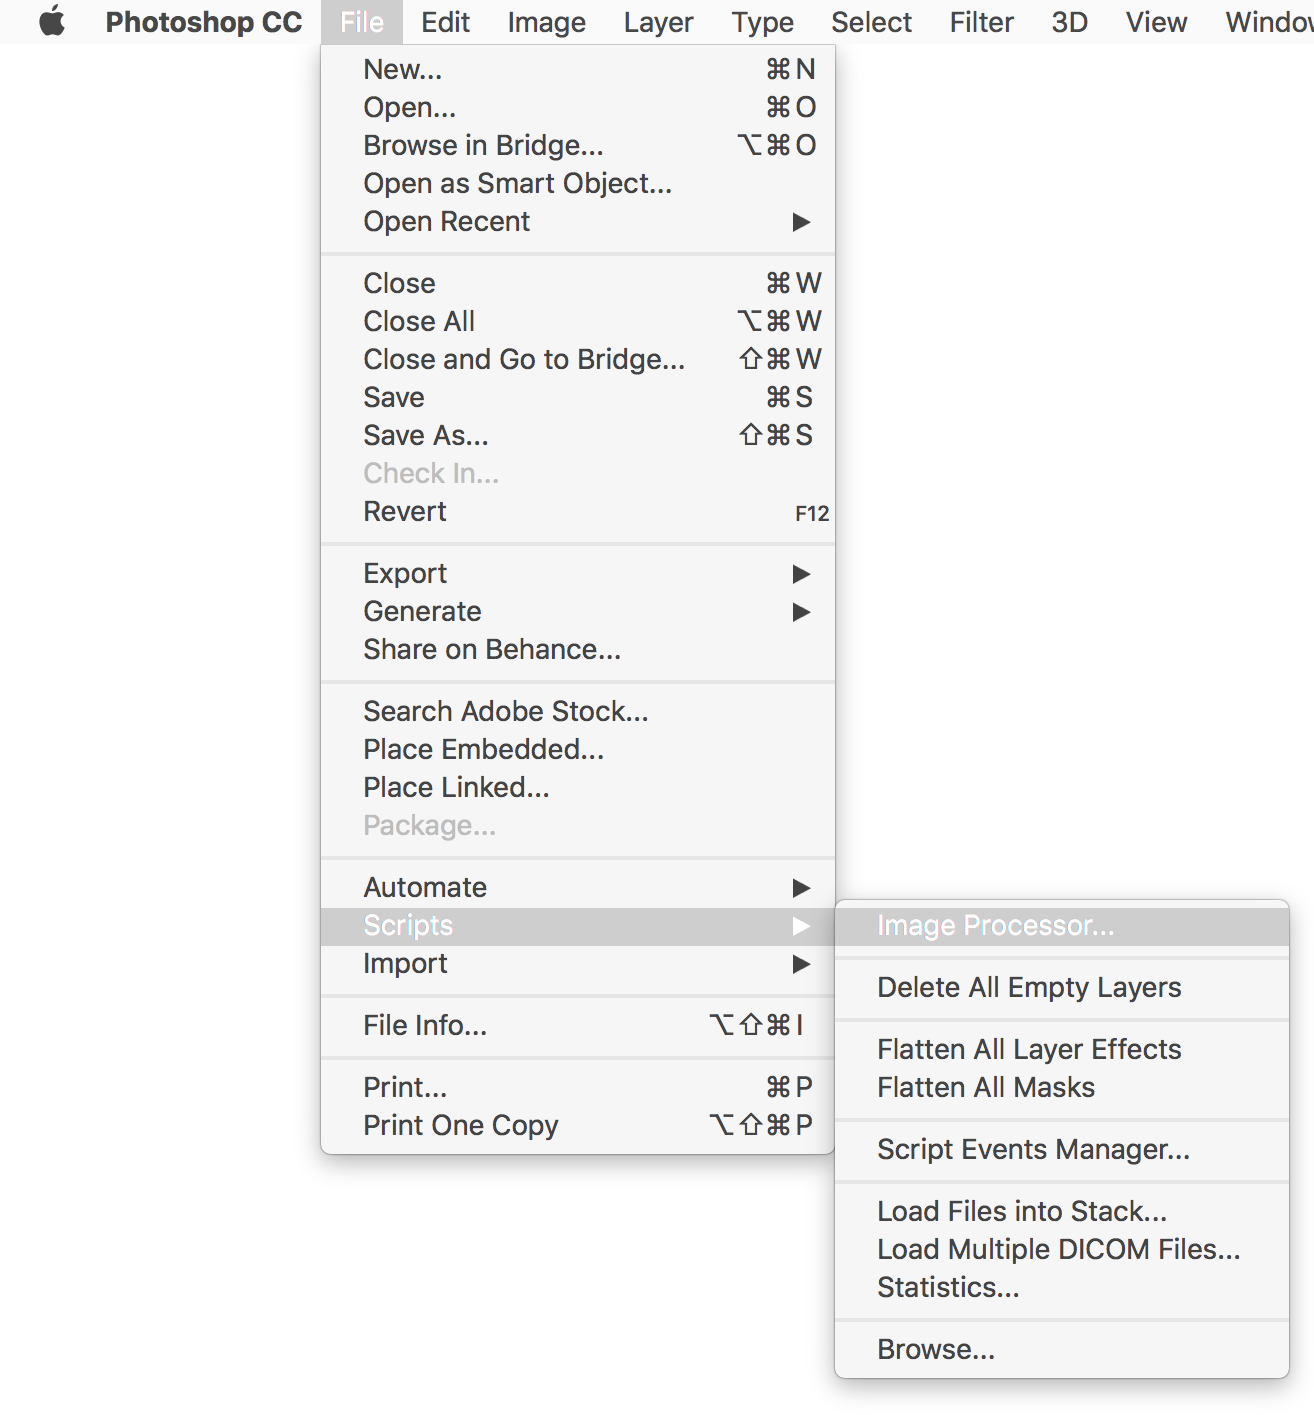 Photoshop CC File Edit Image Layer Type Select Filter 3D View Window
New... ⌘N
Open... ⌘O
Browse in Bridge... ⌥⌘O
Open as Smart Object...
Open Recent ▶
Close ⌘W
Close All ⌥⌘W
Close and Go to Bridge... ⇧⌘W
Save ⌘S
Save As... ⇧⌘S
Check In...
Revert F12
Export ▶
Generate ▶
Share on Behance...
Search Adobe Stock...
Place Embedded...
Place Linked...
Package...
Automate ▶
Scripts ▶
Import ▶
File Info... ⌥⇧⌘I
Print... ⌘P
Print One Copy ⌥⇧⌘P
Image Processor...
Delete All Empty Layers
Flatten All Layer Effects
Flatten All Masks
Script Events Manager...
Load Files into Stack...
Load Multiple DICOM Files...
Statistics...
Browse...